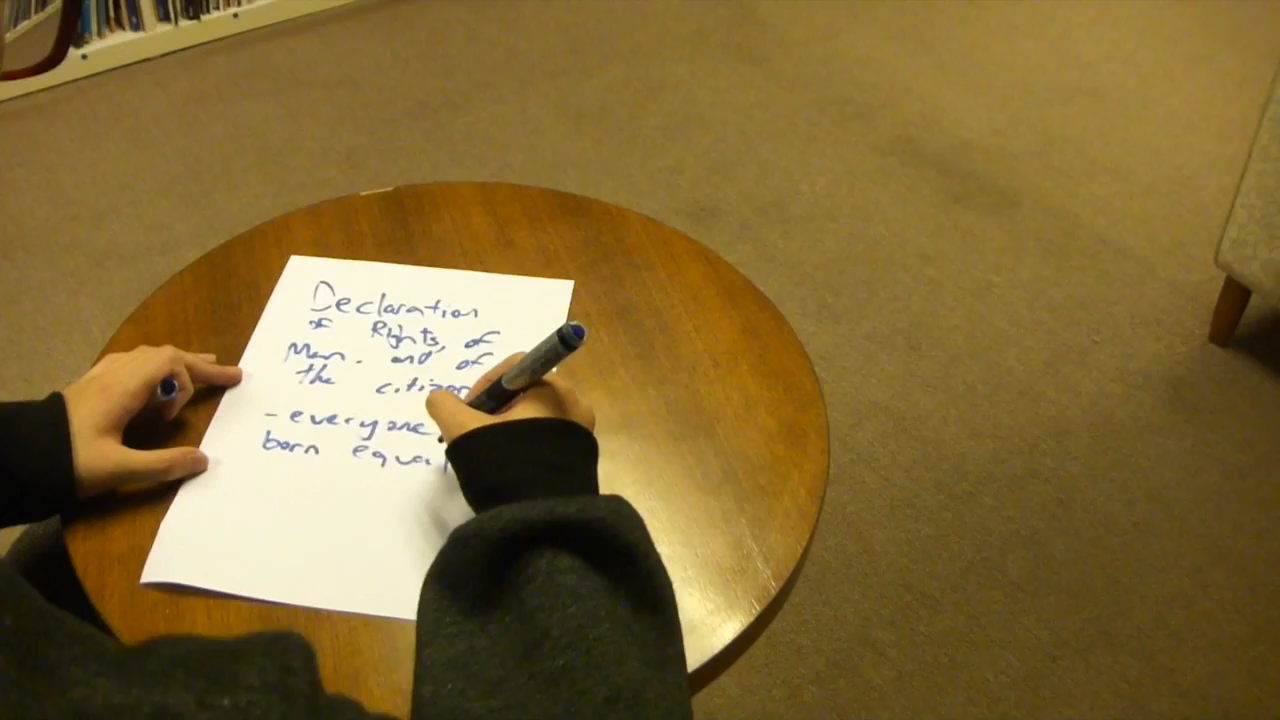 Declaration
of Rights, of
Man. and of
the citizen
- everyone
born equal